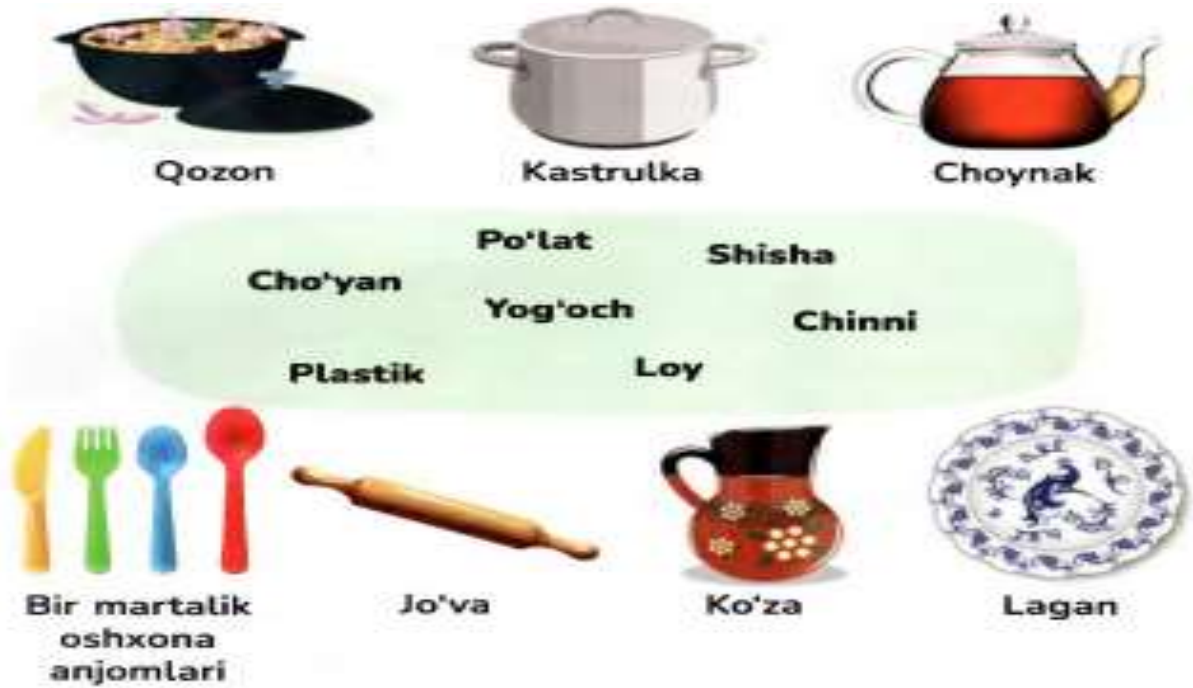 Qozon
Kastrulka
Choynak
Po'lat
Shisha
Cho'yan
Yog'och
Chinni
Plastik
Loy
Bir martalik
oshxona
anjomlari
Jo'va
Ko'za
Lagan